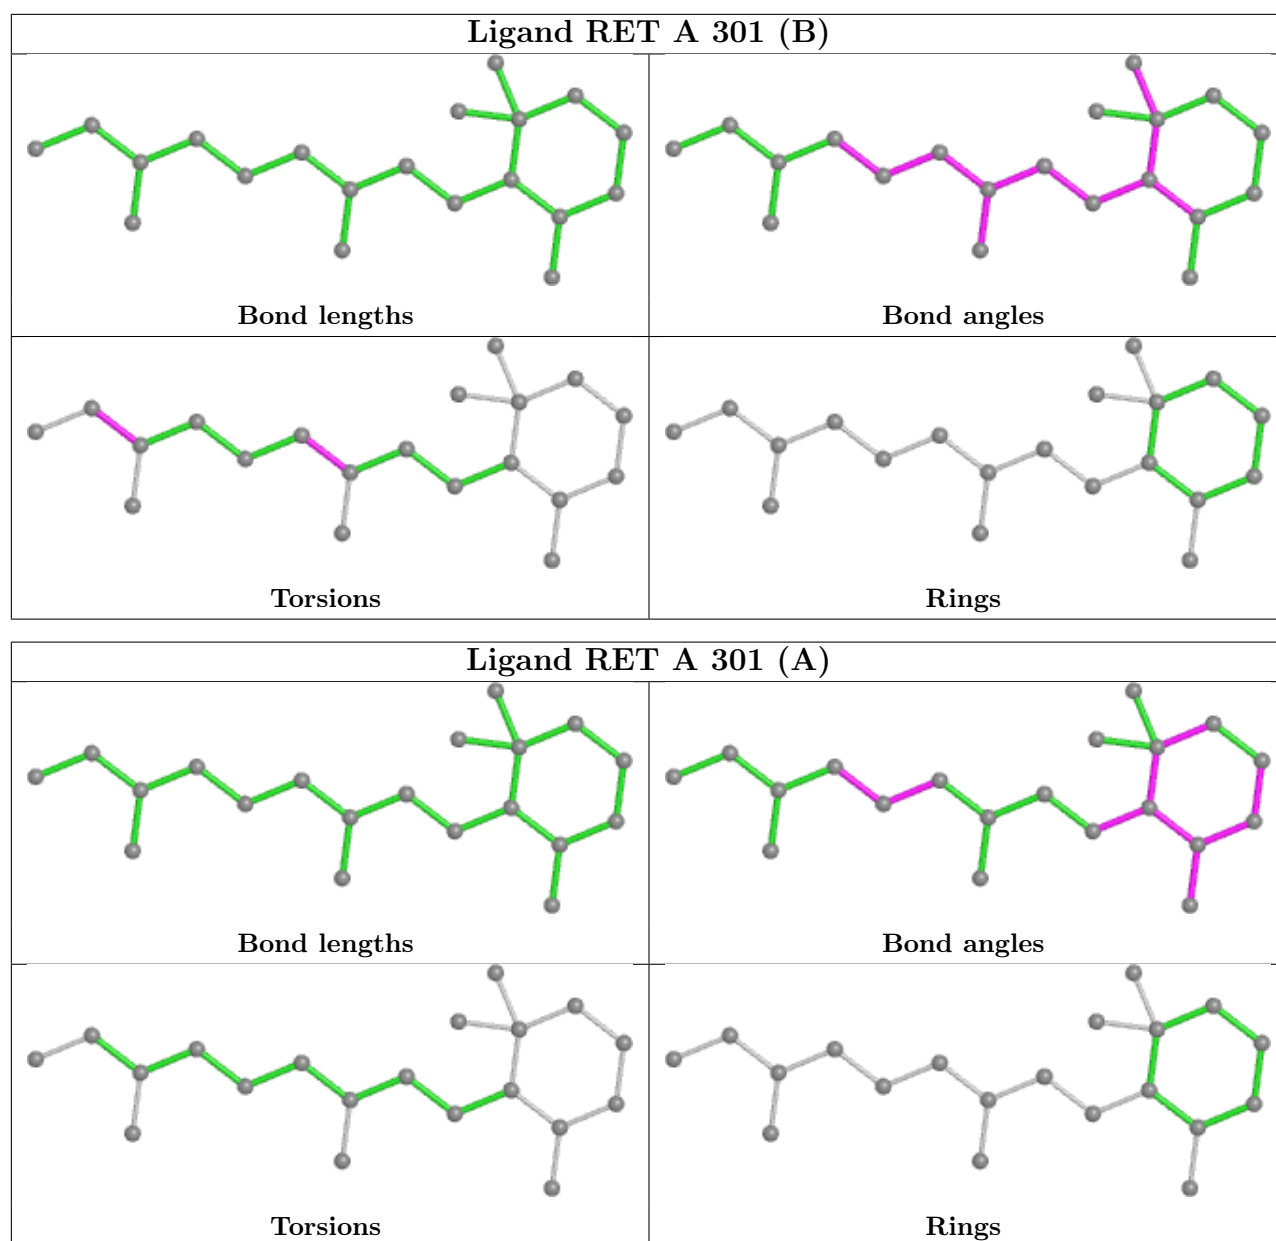 Ligand RET A 301 (B)
Bond lengths
Bond angles
Torsions
Rings
Ligand RET A 301 (A)
Bond lengths
Bond angles
Torsions
Rings